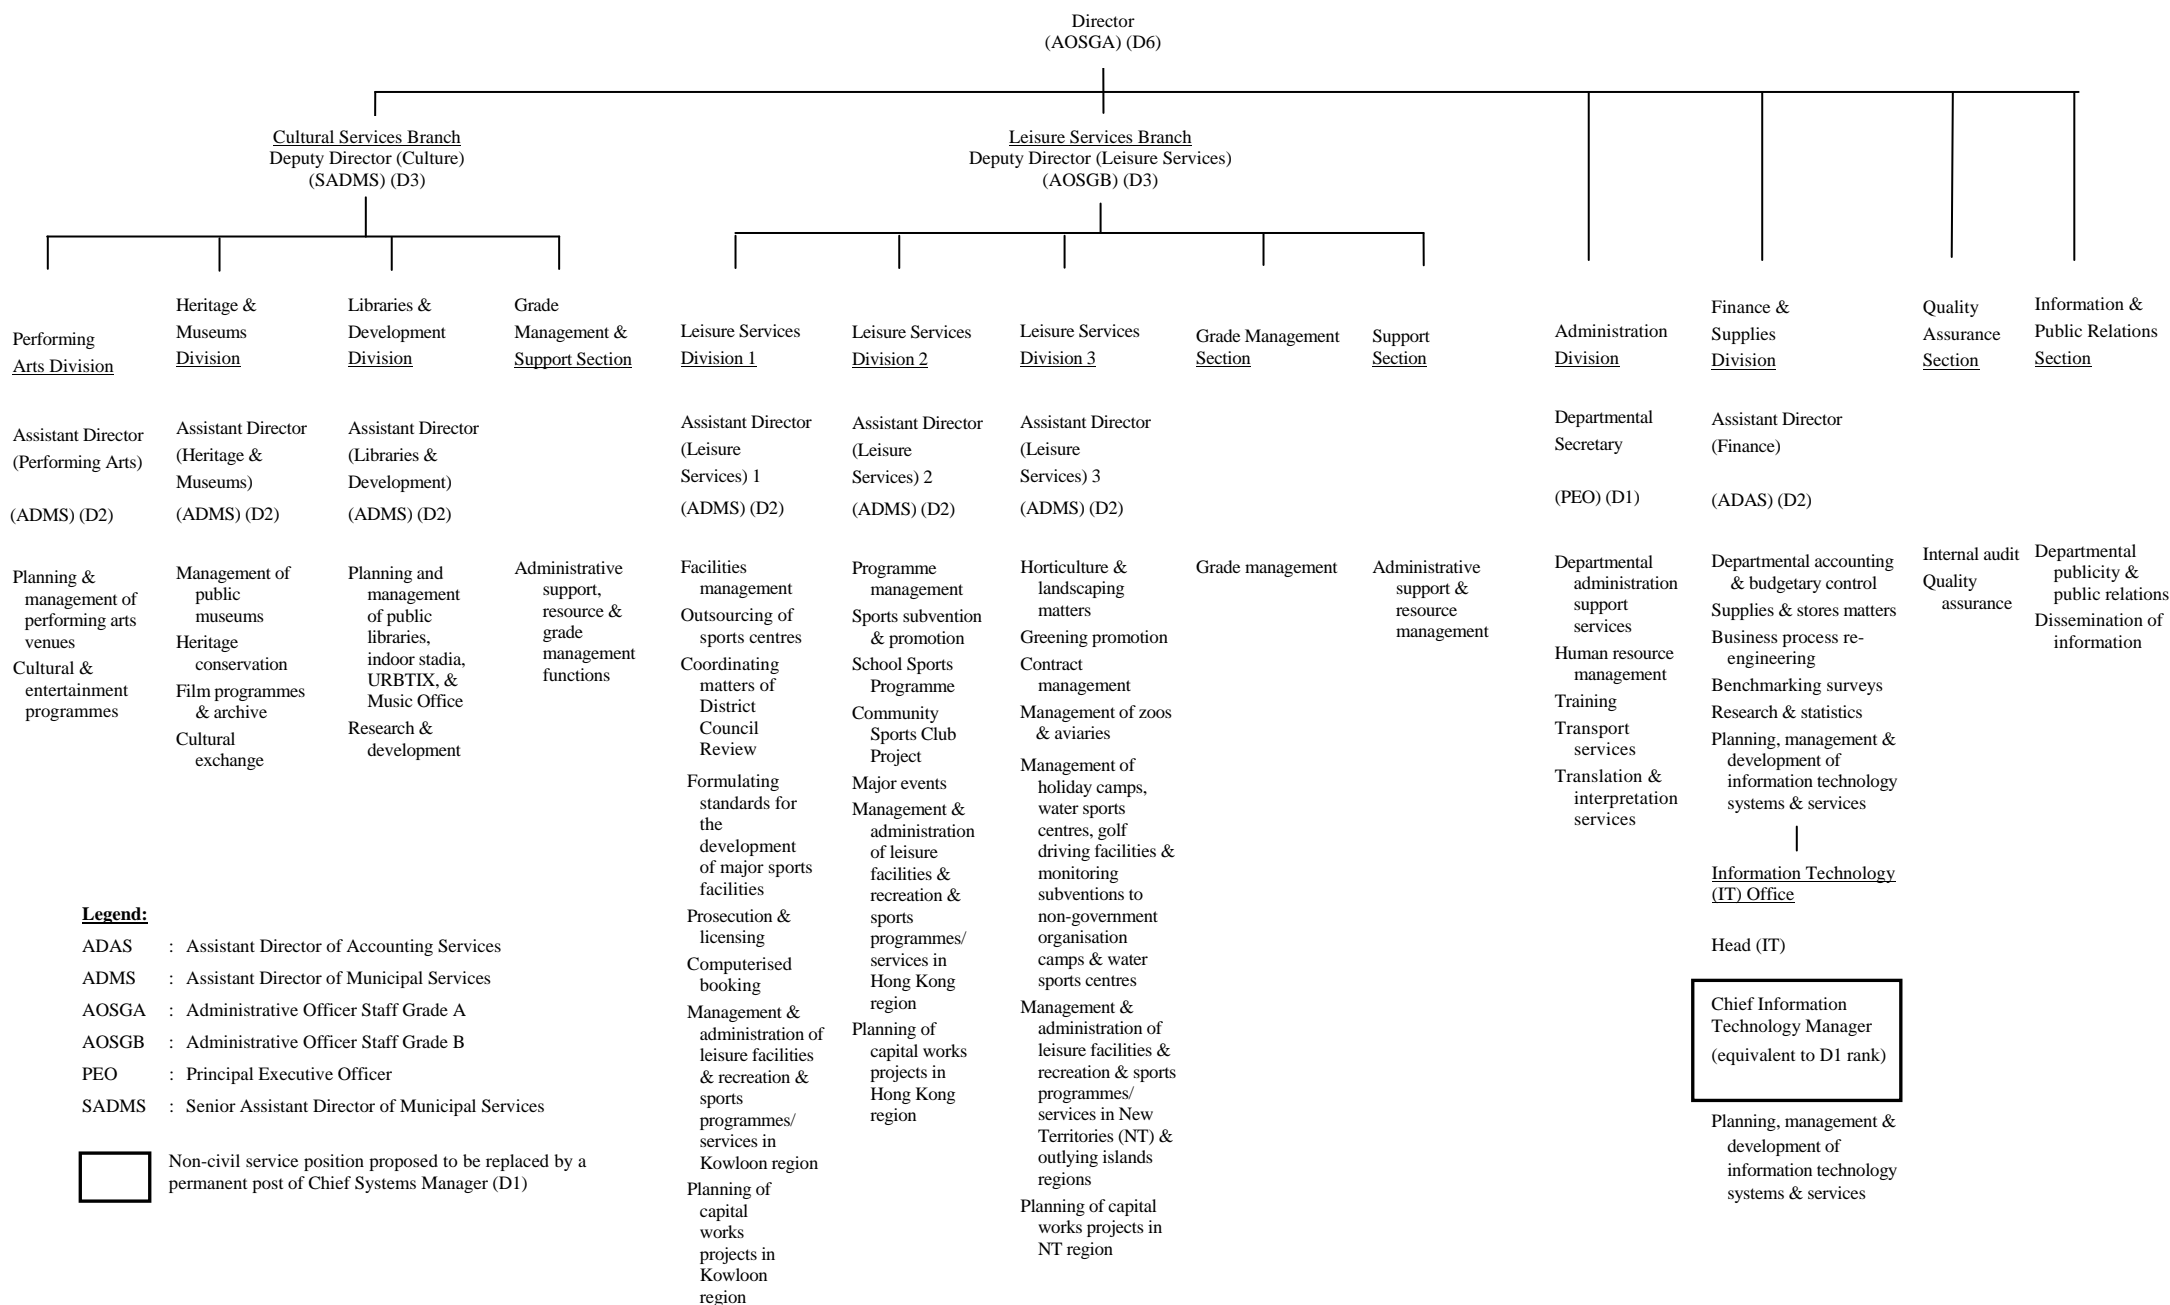 Director
(AOSGA) (D6)
Cultural Services Branch
Deputy Director (Culture)
(SADMS) (D3)
Leisure Services Branch
Deputy Director (Leisure Services)
(AOSGB) (D3)
Performing
Arts Division
Assistant Director
(Performing Arts)
(ADMS) (D2)
Planning &
management of
performing arts
venues
Cultural &
entertainment
programmes
Heritage &
Museums
Division
Assistant Director
(Heritage &
Museums)
(ADMS) (D2)
Management of
public
museums
Heritage
conservation
Film programmes
& archive
Cultural
exchange
Libraries &
Development
Division
Assistant Director
(Libraries &
Development)
(ADMS) (D2)
Planning and
management
of public
libraries,
indoor stadia,
URBTIX, &
Music Office
Research &
development
Grade
Management &
Support Section
Administrative
support,
resource &
grade
management
functions
Leisure Services
Division 1
Assistant Director
(Leisure
Services) 1
(ADMS) (D2)
Facilities
management
Outsourcing of
sports centres
Coordinating
matters of
District
Council
Review
Formulating
standards for
the
development
of major sports
facilities
Prosecution &
licensing
Computerised
booking
Management &
administration of
leisure facilities
& recreation &
sports
programmes/
services in
Kowloon region
Planning of
capital
works
projects in
Kowloon
region
Leisure Services
Division 2
Assistant Director
(Leisure
Services) 2
(ADMS) (D2)
Programme
management
Sports subvention
& promotion
School Sports
Programme
Community
Sports Club
Project
Major events
Management &
administration
of leisure
facilities &
recreation &
sports
programmes/
services in
Hong Kong
region
Planning of
capital works
projects in
Hong Kong
region
Leisure Services
Division 3
Assistant Director
(Leisure
Services) 3
(ADMS) (D2)
Horticulture &
landscaping
matters
Greening promotion
Contract
management
Management of zoos
& aviaries
Management of
holiday camps,
water sports
centres, golf
driving facilities &
monitoring
subventions to
non-government
organisation
camps & water
sports centres
Management &
administration of
leisure facilities &
recreation & sports
programmes/
services in New
Territories (NT) &
outlying islands
regions
Planning of capital
works projects in
NT region
Grade Management
Section
Grade management
Support
Section
Administrative
support &
resource
management
Administration
Division
Departmental
Secretary
(PEO) (D1)
Departmental
administration
support
services
Human resource
management
Training
Transport
services
Translation &
interpretation
services
Finance &
Supplies
Division
Assistant Director
(Finance)
(ADAS) (D2)
Departmental accounting
& budgetary control
Supplies & stores matters
Business process re-
engineering
Benchmarking surveys
Research & statistics
Planning, management &
development of
information technology
systems & services
Information Technology
(IT) Office
Head (IT)
Chief Information
Technology Manager
(equivalent to D1 rank)
Planning, management &
development of
information technology
systems & services
Quality
Assurance
Section
Internal audit
Quality
assurance
Information &
Public Relations
Section
Departmental
publicity &
public relations
Dissemination of
information
Legend:
ADAS : Assistant Director of Accounting Services
ADMS : Assistant Director of Municipal Services
AOSGA : Administrative Officer Staff Grade A
AOSGB : Administrative Officer Staff Grade B
PEO : Principal Executive Officer
SADMS : Senior Assistant Director of Municipal Services
Non-civil service position proposed to be replaced by a
permanent post of Chief Systems Manager (D1)